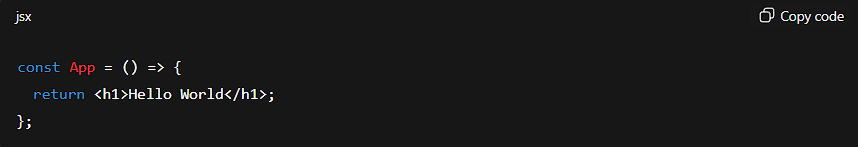 jsx
Copy code
const App = () => {
  return <h1>Hello World</h1>;
};